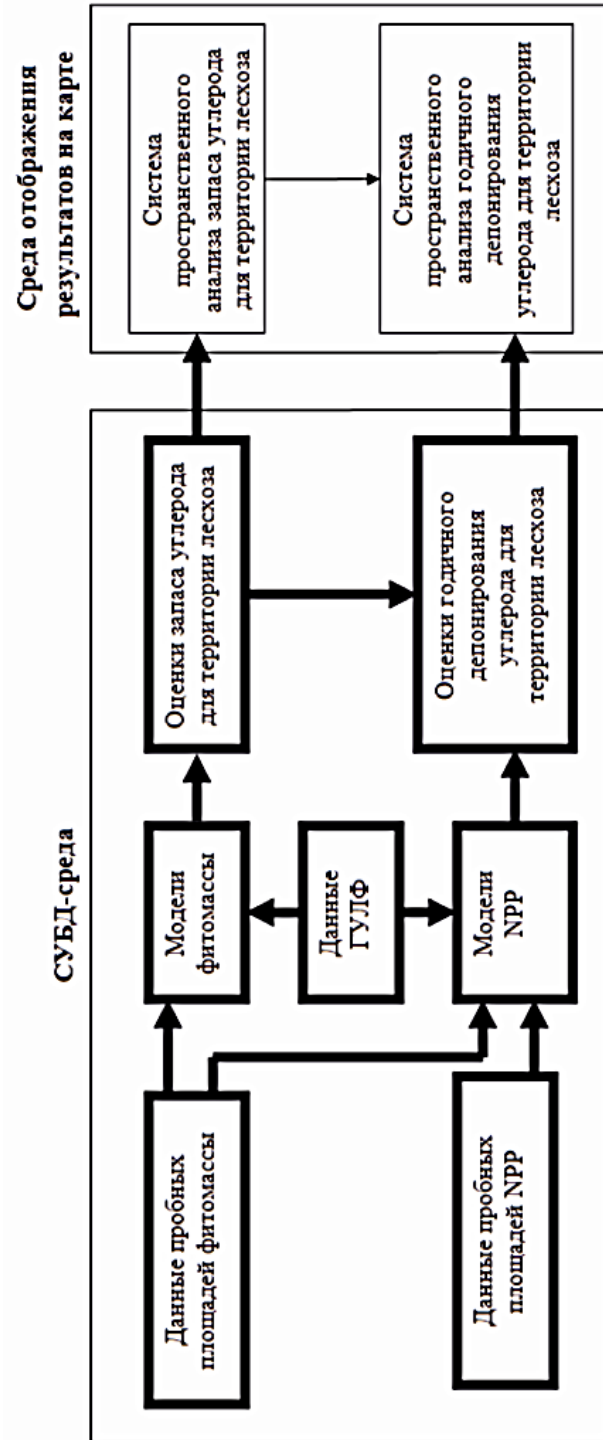 СУБД-среда
Данные пробных
площадей фитомассы
Данные пробных
площадей NPP
Модели
фитомассы
Данные
ГУЛФ
Модели
NPP
Оценки запаса углерода
для территории лесхоза
Оценки годичного
депонирования
углерода для
территории лесхоза
Среда отображения
результатов на карте
Система
пространственного
анализа запаса углерода
для территории лесхоза
Система
пространственного
анализа годичного
депонирования
углерода для территории
лесхоза